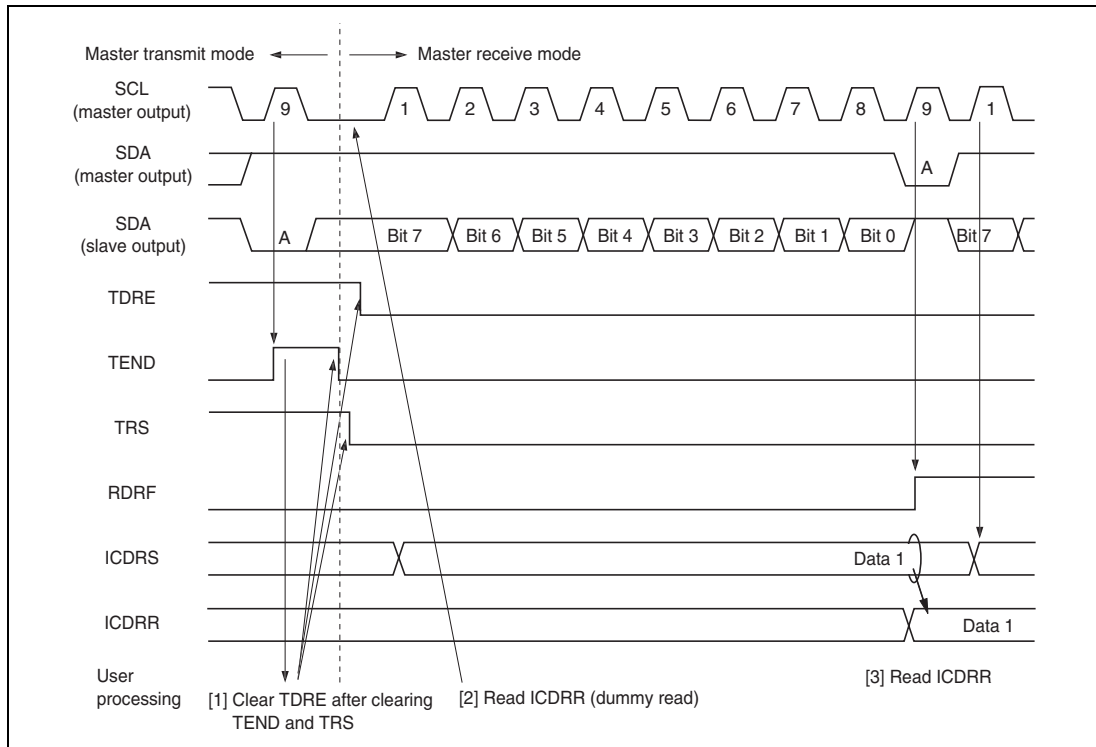 Master transmit mode
Master receive mode
SCL
(master output)
9
1
2
3
4
5
6
7
8
9
1
SDA
(master output)
A
SDA
(slave output)
A
Bit 7
Bit 6
Bit 5
Bit 4
Bit 3
Bit 2
Bit 1
Bit 0
Bit 7
TDRE
TEND
TRS
RDRF
ICDRS
Data 1
ICDRR
Data 1
User
processing
[1] Clear TDRE after clearing
TEND and TRS
[2] Read ICDRR (dummy read)
[3] Read ICDRR